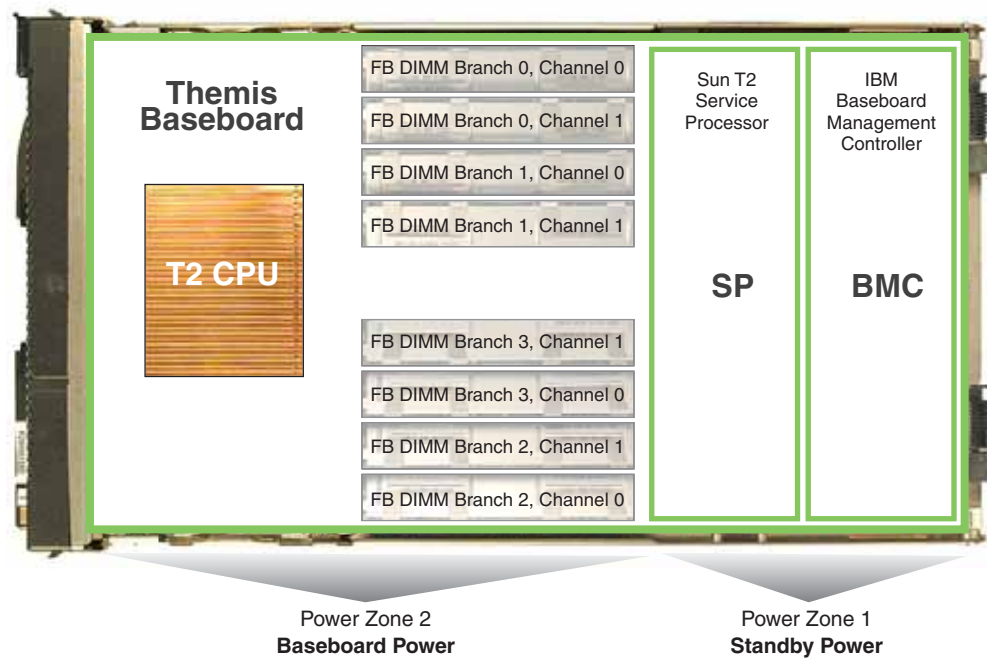 Themis
Baseboard
T2 CPU
FB DIMM Branch 0, Channel 0
FB DIMM Branch 0, Channel 1
FB DIMM Branch 1, Channel 0
FB DIMM Branch 1, Channel 1
FB DIMM Branch 3, Channel 1
FB DIMM Branch 3, Channel 0
FB DIMM Branch 2, Channel 1
FB DIMM Branch 2, Channel 0
Sun T2
Service
Processor
SP
IBM
Baseboard
Management
Controller
BMC
Power Zone 2
Baseboard Power
Power Zone 1
Standby Power